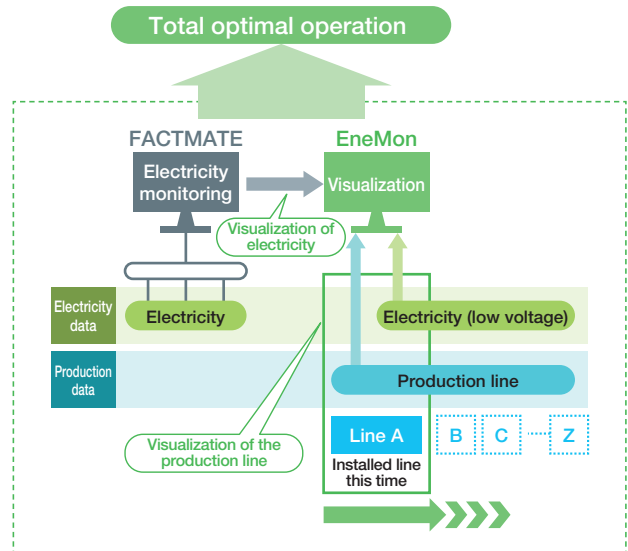 Total optimal operation
FACTMATE
EneMon
Electricity
monitoring
Visualization
Visualization of
electricity
Electricity
data
Electricity
Electricity (low voltage)
Production
data
Production line
Visualization of the
production line
Line A
B
C
Z
Installed line
this time